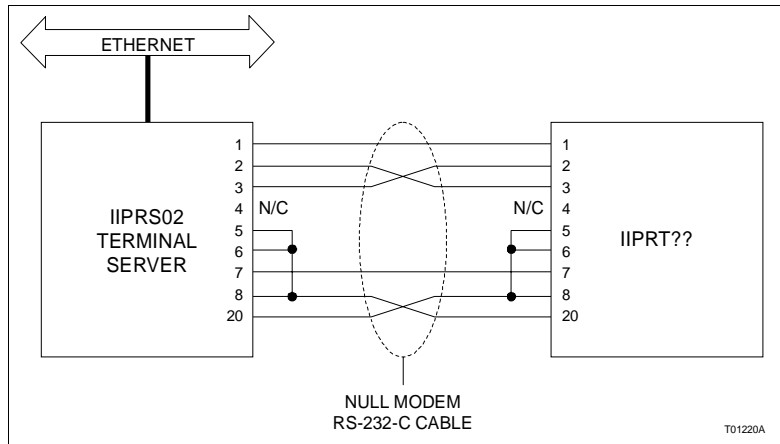 ETHERNET
IIPRS02
TERMINAL
SERVER
1
2
3
4
5
6
7
8
20
N/C
N/C
1
2
3
4
5
6
7
8
20
IIPRT??
NULL MODEM
RS-232-C CABLE
T01220A